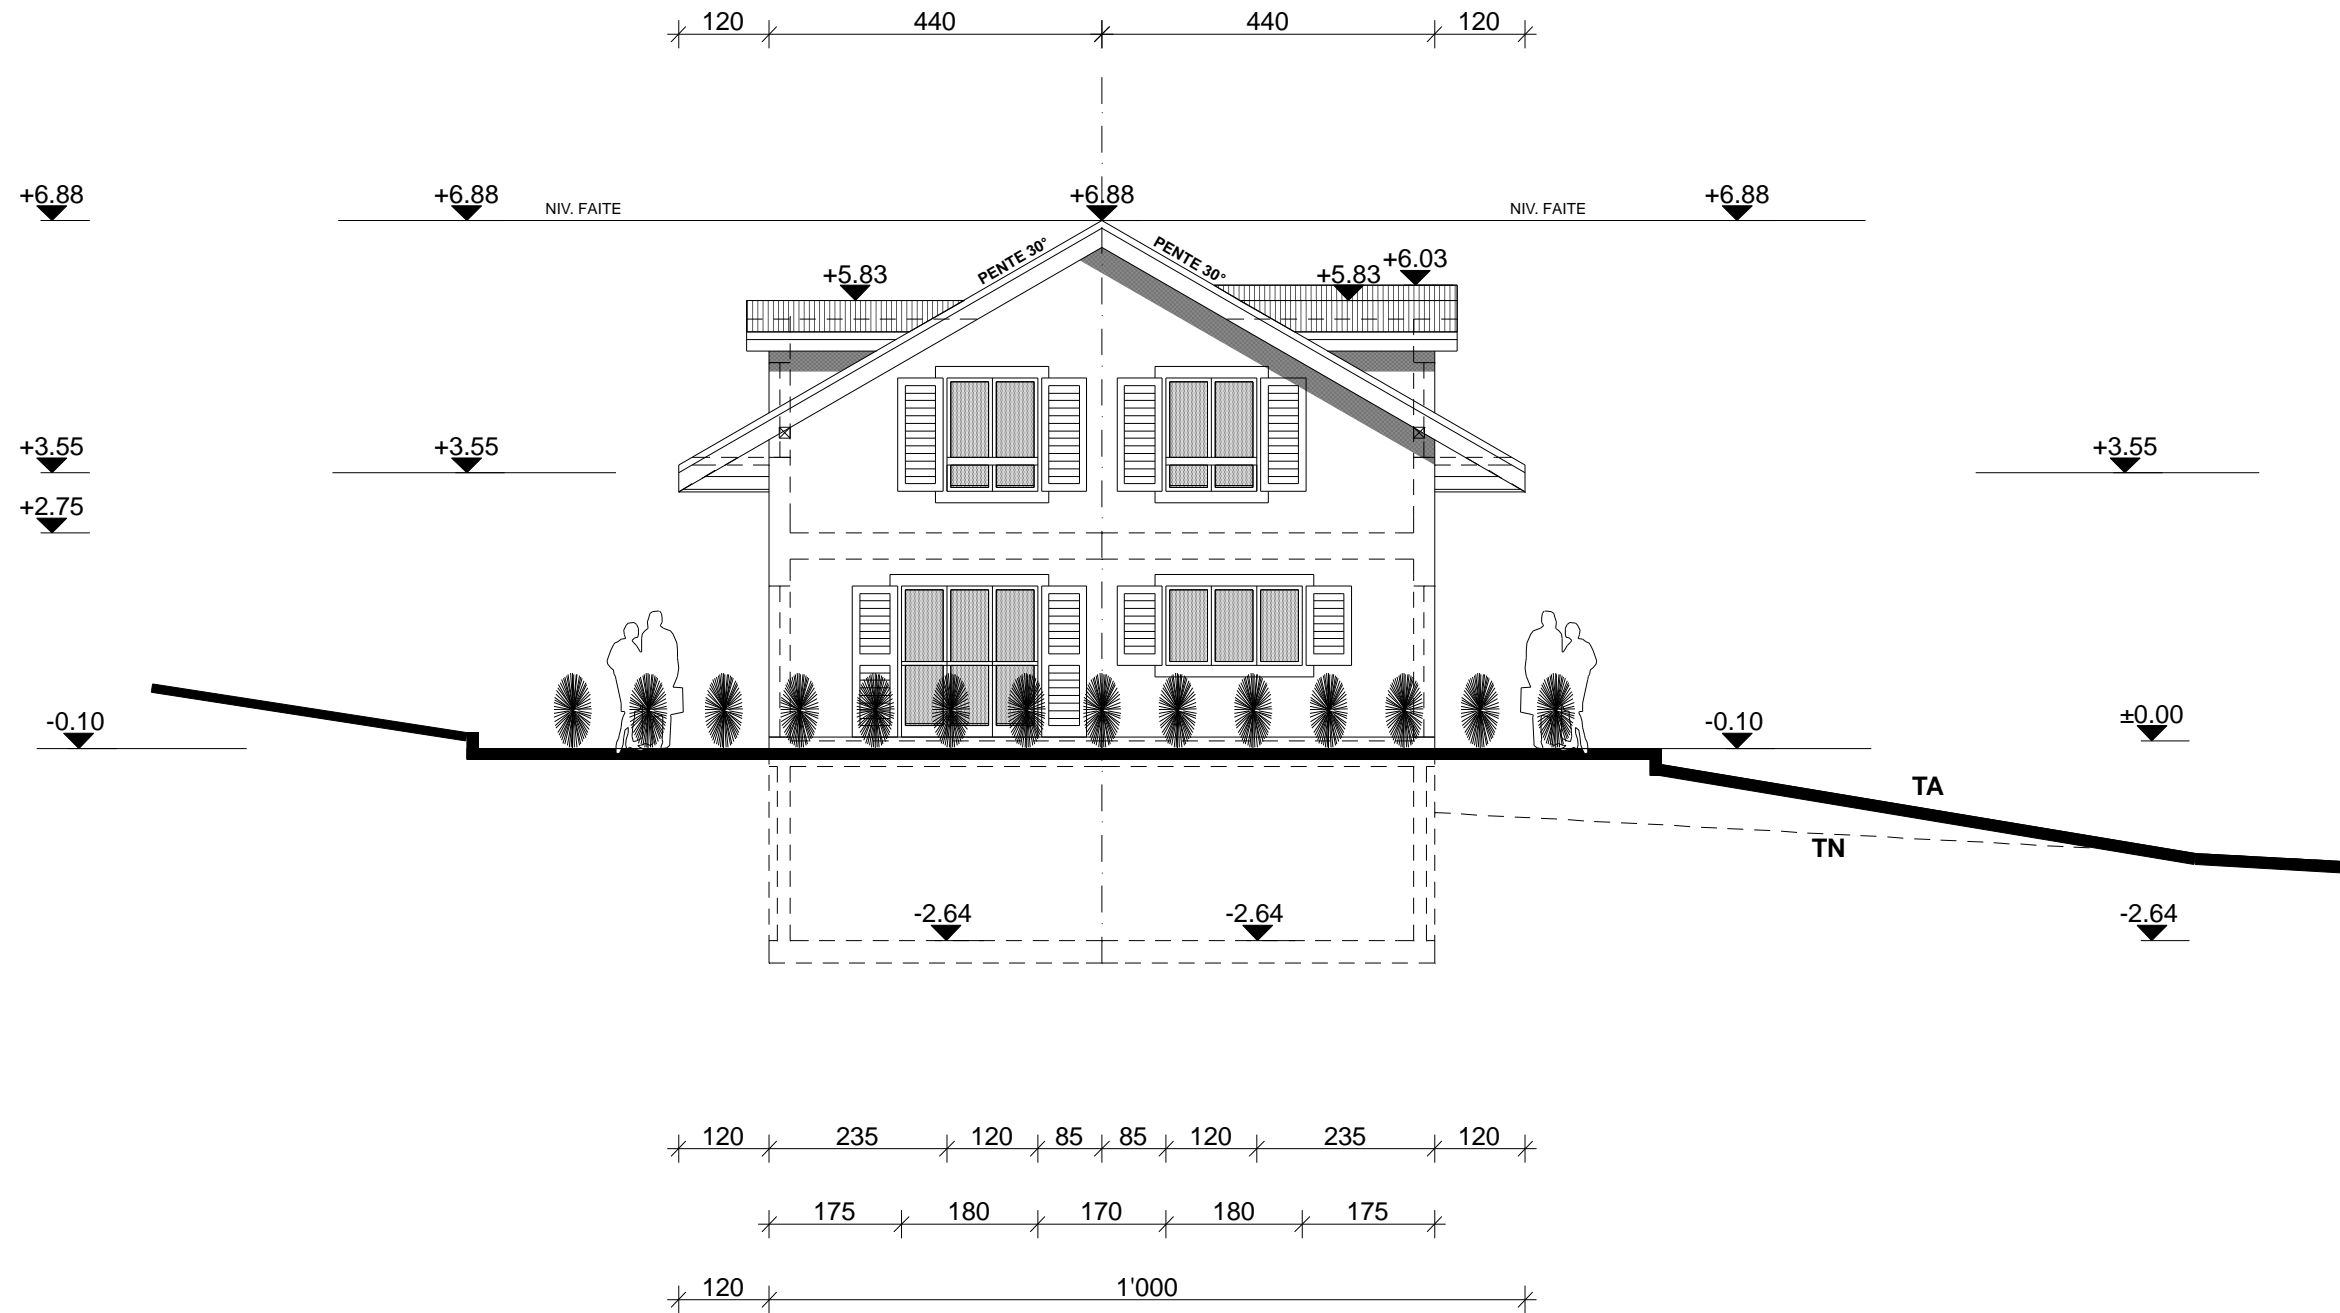 120 440 440 120
+6.88 +6.88 +6.88 +6.88
NIV. FAITE NIV. FAITE
PENTE 30° PENTE 30°
+5.83 +5.83 +6.03
+3.55 +3.55 +3.55
+2.75
-0.10 -0.10 ±0.00
TA
TN
-2.64 -2.64 -2.64
120 235 120 85 85 120 235 120
175 180 170 180 175
120 1'000